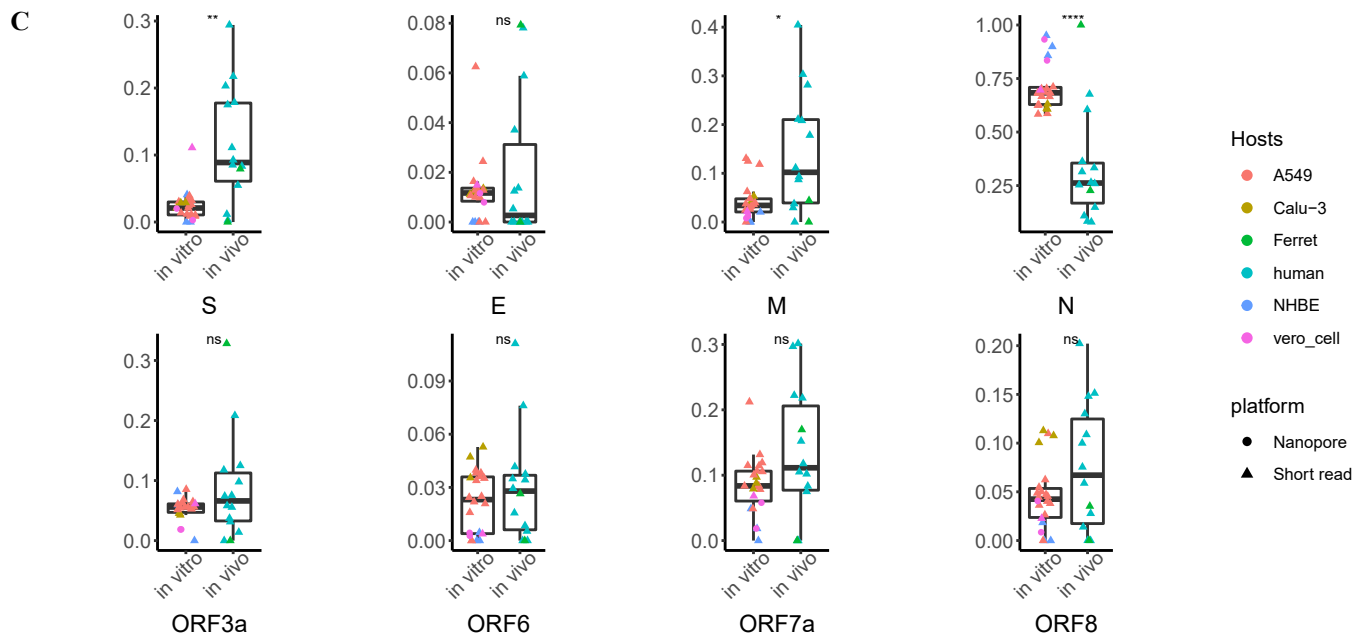 C
**
ns
*
****
0.3
0.2
0.1
0.0
0.08
0.06
0.04
0.02
0.00
0.4
0.3
0.2
0.1
0.0
1.00
0.75
0.50
0.25
in vitro
in vivo
in vitro
in vivo
in vitro
in vivo
in vitro
in vivo
S
E
M
N
ns
ns
ns
ns
0.3
0.2
0.1
0.0
0.09
0.06
0.03
0.00
0.3
0.2
0.1
0.0
0.20
0.15
0.10
0.05
0.00
in vitro
in vivo
in vitro
in vivo
in vitro
in vivo
in vitro
in vivo
ORF3a
ORF6
ORF7a
ORF8
Hosts
A549
Calu−3
Ferret
human
NHBE
vero_cell
platform
Nanopore
Short read